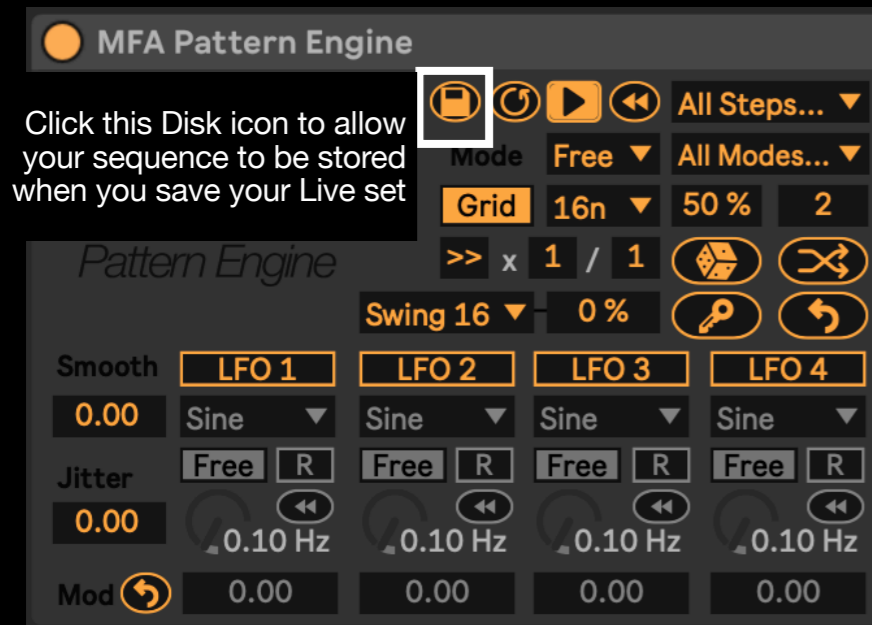 MFA Pattern Engine
Click this Disk icon to allow
your sequence to be stored
when you save your Live set
All Steps...
Mode Free All Modes...
Grid 16n 50 % 2
Pattern Engine >> x 1 / 1
Swing 16 0 %
Smooth LFO 1 LFO 2 LFO 3 LFO 4
0.00 Sine Sine Sine Sine
Jitter Free R Free R Free R Free R
0.00 0.10 Hz 0.10 Hz 0.10 Hz 0.10 Hz
Mod 0.00 0.00 0.00 0.00